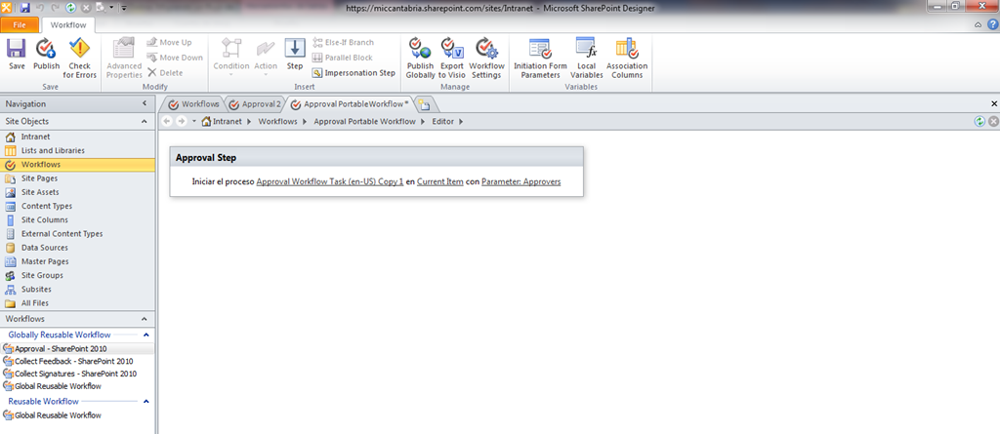 https://miccantabria.sharepoint.com/sites/Intranet - Microsoft SharePoint Designer
File Workflow
Save Publish Check for Errors
Advanced Properties Move Up Move Down Delete
Condition Action Step Else-If Branch Parallel Block Impersonation Step
Publish Globally Export to Visio Workflow Settings
Initiation Form Parameters Local Variables Association Columns
Save Modify Insert Manage Variables
Navigation
Workflows Approval 2 Approval PortableWorkflow *
Site Objects
Intranet Workflows Approval Portable Workflow Editor
Intranet
Lists and Libraries
Workflows
Site Pages
Site Assets
Content Types
Site Columns
External Content Types
Data Sources
Master Pages
Site Groups
Subsites
All Files
Workflows
Globally Reusable Workflow
Approval - SharePoint 2010
Collect Feedback - SharePoint 2010
Collect Signatures - SharePoint 2010
Global Reusable Workflow
Reusable Workflow
Global Reusable Workflow
Approval Step
Iniciar el proceso Approval Workflow Task (en-US) Copy 1 en Current Item con Parameter: Approvers